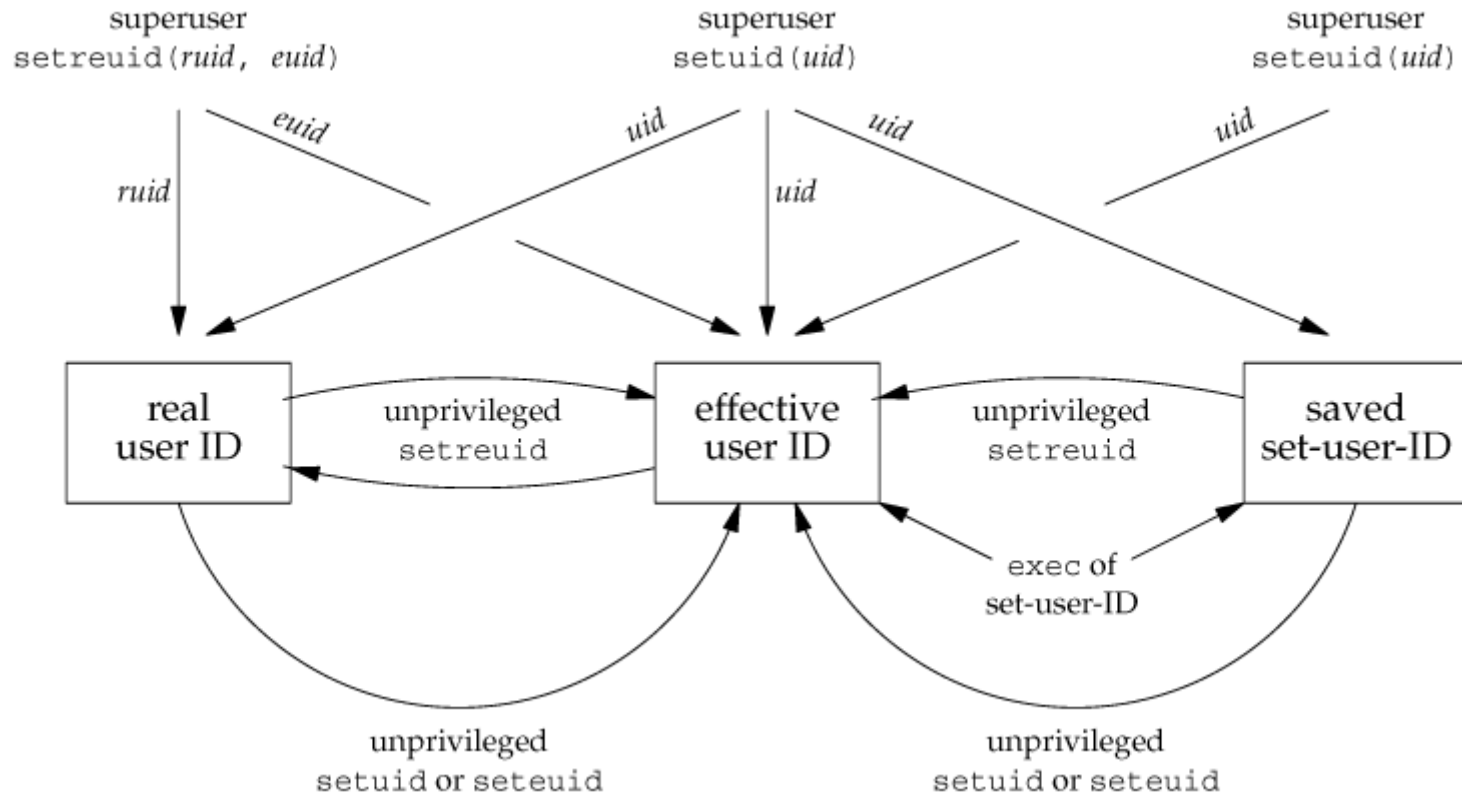 superuser
setreuid(ruid, euid)
superuser
setuid(uid)
superuser
seteuid(uid)
euid
uid
uid
uid
ruid
uid
real
user ID
unprivileged
setreuid
effective
user ID
unprivileged
setreuid
saved
set-user-ID
exec of
set-user-ID
unprivileged
setuid or seteuid
unprivileged
setuid or seteuid